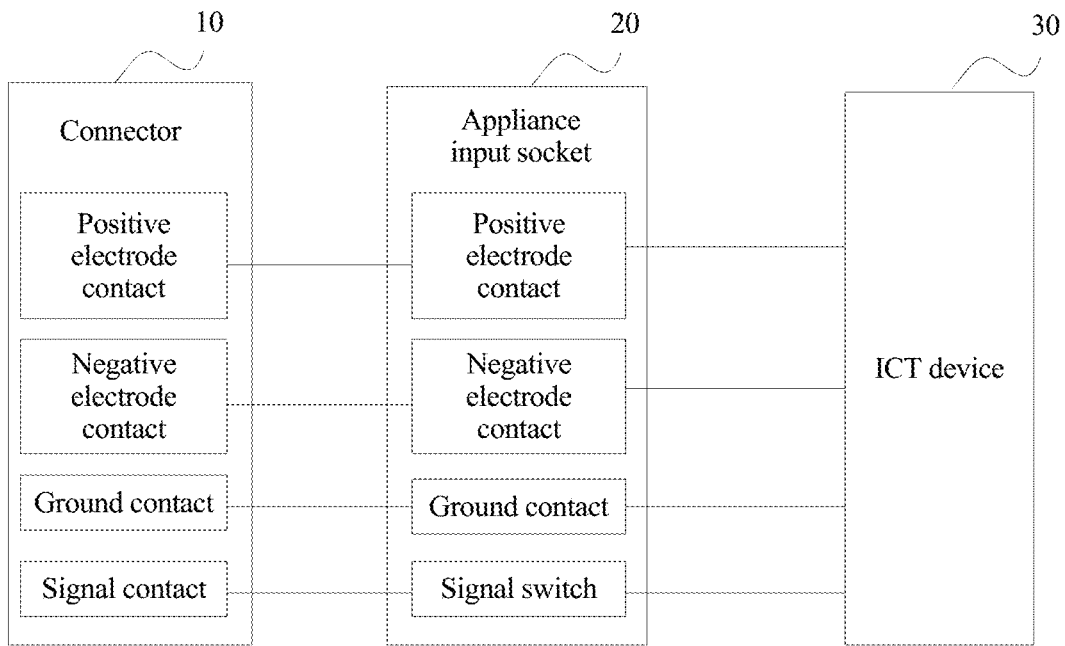 10
20
30
Connector
Positive
electrode
contact
Negative
electrode
contact
Ground contact
Signal contact
Appliance
input socket
Positive
electrode
contact
Negative
electrode
contact
Ground contact
Signal switch
ICT device